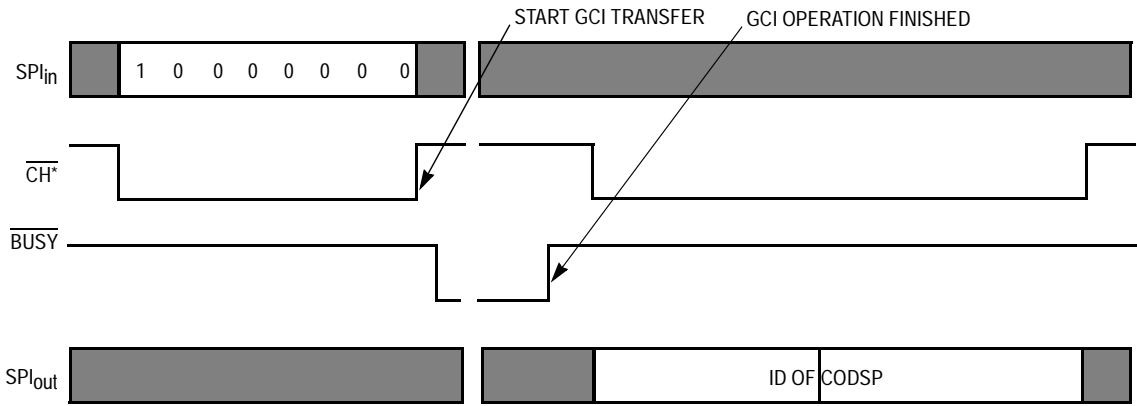 START GCI TRANSFER
GCI OPERATION FINISHED
SPIin
1 0 0 0 0 0 0 0
CH*
BUSY
SPIout
ID OF CODSP